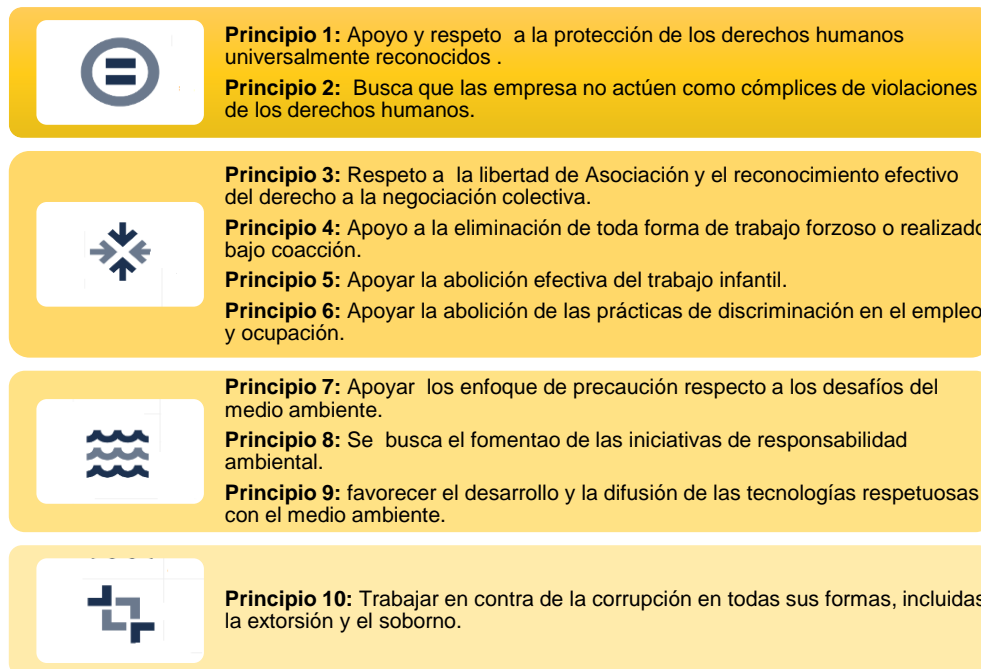 Principio 1: Apoyo y respeto  a la protección de los derechos humanos
universalmente reconocidos .
Principio 2:  Busca que las empresa no actúen como cómplices de violaciones
de los derechos humanos.
Principio 3: Respeto a  la libertad de Asociación y el reconocimiento efectivo
del derecho a la negociación colectiva.
Principio 4: Apoyo a la eliminación de toda forma de trabajo forzoso o realizado
bajo coacción.
Principio 5: Apoyar la abolición efectiva del trabajo infantil.
Principio 6: Apoyar la abolición de las prácticas de discriminación en el empleo
y ocupación.
Principio 7: Apoyar  los enfoque de precaución respecto a los desafíos del
medio ambiente.
Principio 8: Se  busca el fomentao de las iniciativas de responsabilidad
ambiental.
Principio 9: favorecer el desarrollo y la difusión de las tecnologías respetuosas
con el medio ambiente.
Principio 10: Trabajar en contra de la corrupción en todas sus formas, incluidas
la extorsión y el soborno.